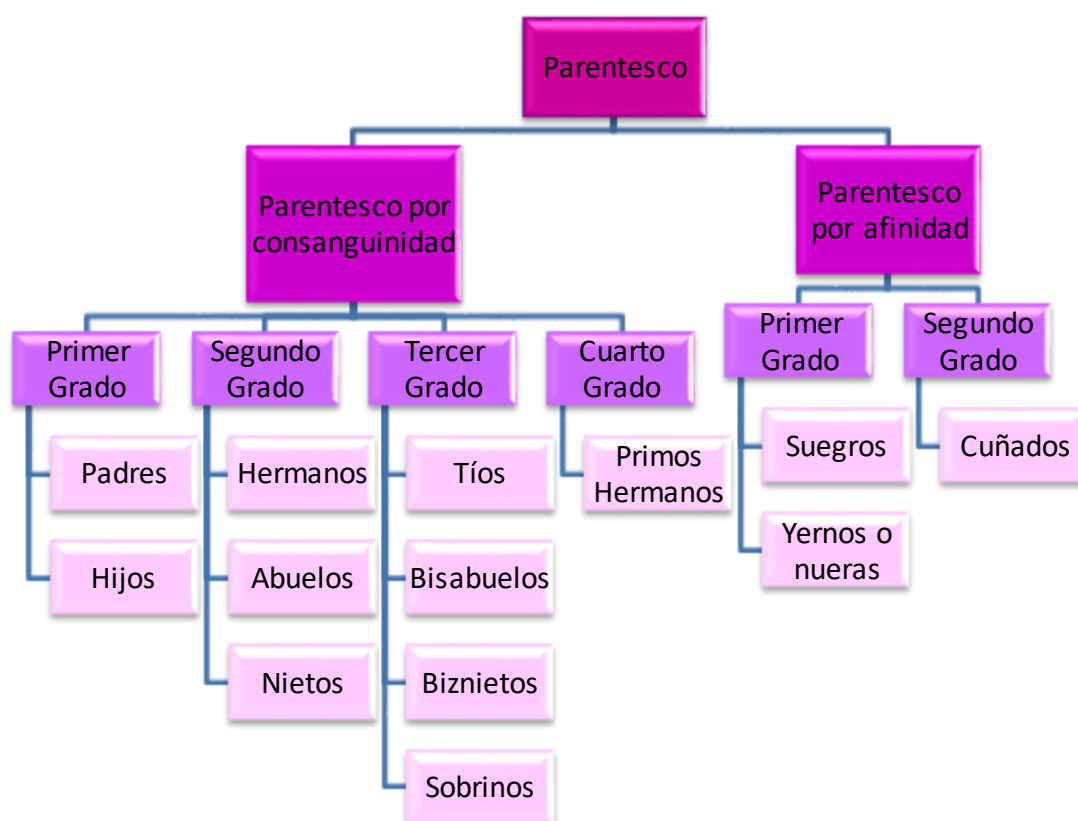 Parentesco
Parentesco por
consanguinidad
Parentesco
por afinidad
Primer
Grado
Segundo
Grado
Tercer
Grado
Cuarto
Grado
Primer
Grado
Segundo
Grado
Padres
Hijos
Hermanos
Abuelos
Nietos
Tíos
Bisabuelos
Biznietos
Sobrinos
Primos
Hermanos
Suegros
Yernos o
nueras
Cuñados